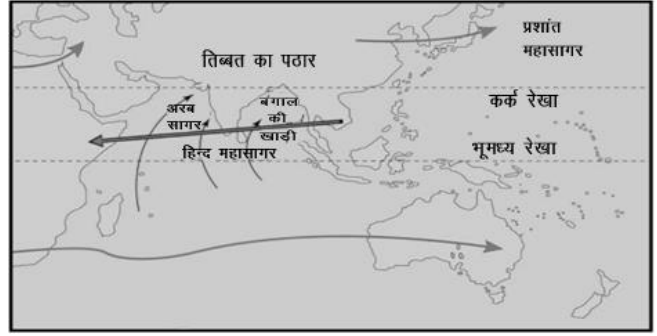 प्रशांत
महासागर
तिब्बत का पठार
अरब
सागर
बंगाल
की
खाड़ी
कर्क रेखा
हिन्द महासागर
भूमध्य रेखा